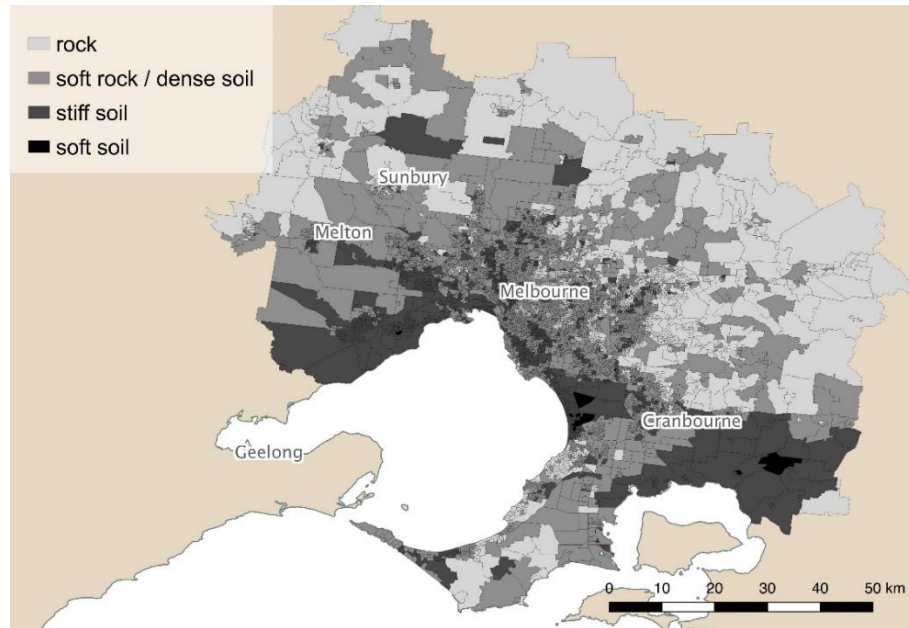 rock
soft rock / dense soil
stiff soil
soft soil
Sunbury
Melton
Melbourne
Cranbourne
Geelong
0 10 20 30 40 50 km